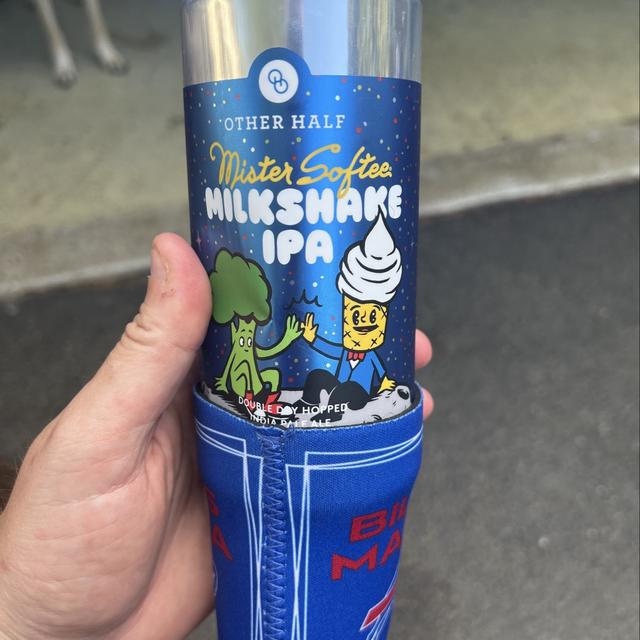 OTHER HALF
Mister Softee
MILKSHAKE
IPA
DOUBLE DRY HOPPED
INDIA PALE ALE